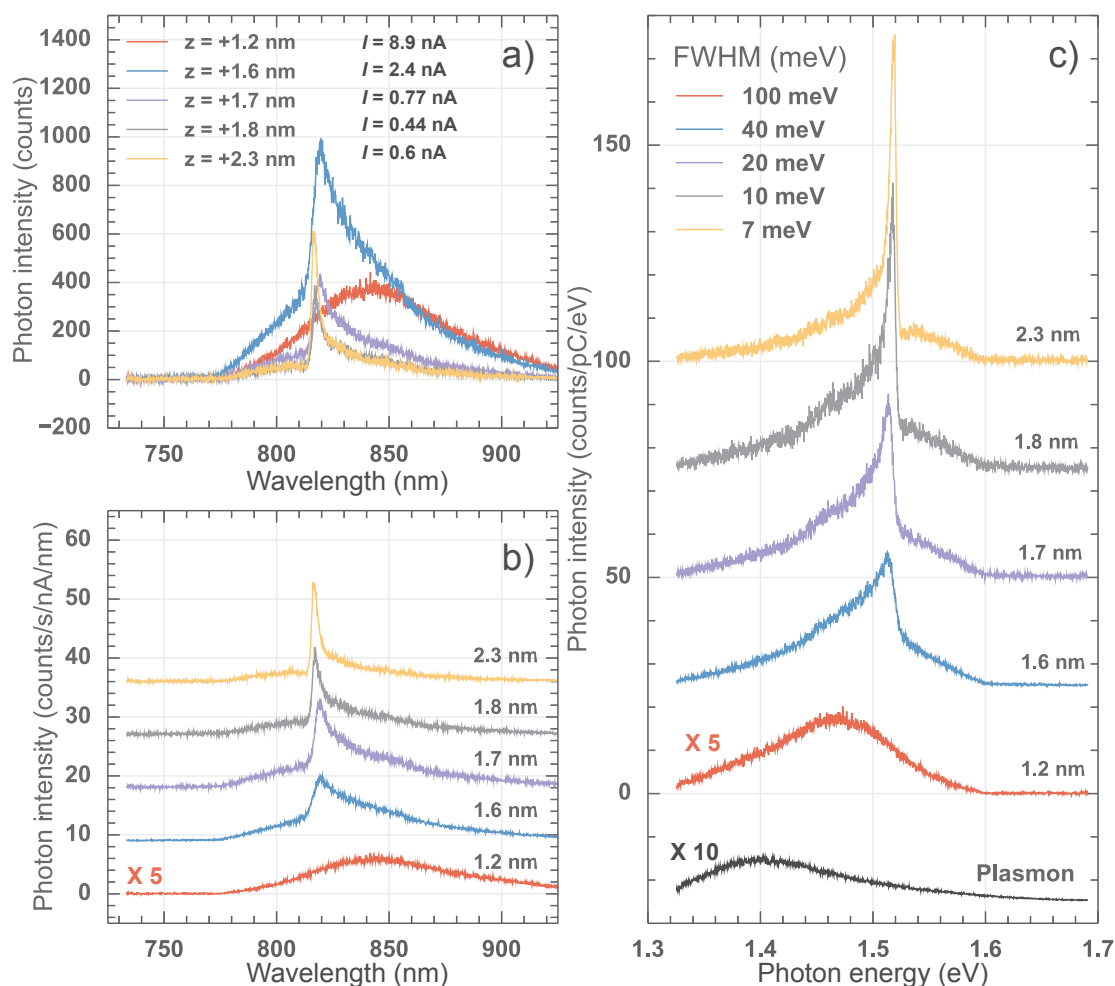 a)
z = +1.2 nm I = 8.9 nA
z = +1.6 nm I = 2.4 nA
z = +1.7 nm I = 0.77 nA
z = +1.8 nm I = 0.44 nA
z = +2.3 nm I = 0.6 nA
Photon intensity (counts)
1400
1200
1000
800
600
400
200
0
−200
750 800 850 900
Wavelength (nm)
b)
Photon intensity (counts/s/nA/nm)
60
50
40
30
20
10
0
2.3 nm
1.8 nm
1.7 nm
1.6 nm
1.2 nm
X 5
750 800 850 900
Wavelength (nm)
c)
FWHM (meV)
100 meV
40 meV
20 meV
10 meV
7 meV
Photon intensity (counts/pC/eV)
150
100
50
0
2.3 nm
1.8 nm
1.7 nm
1.6 nm
X 5
1.2 nm
X 10
Plasmon
1.3 1.4 1.5 1.6 1.7
Photon energy (eV)